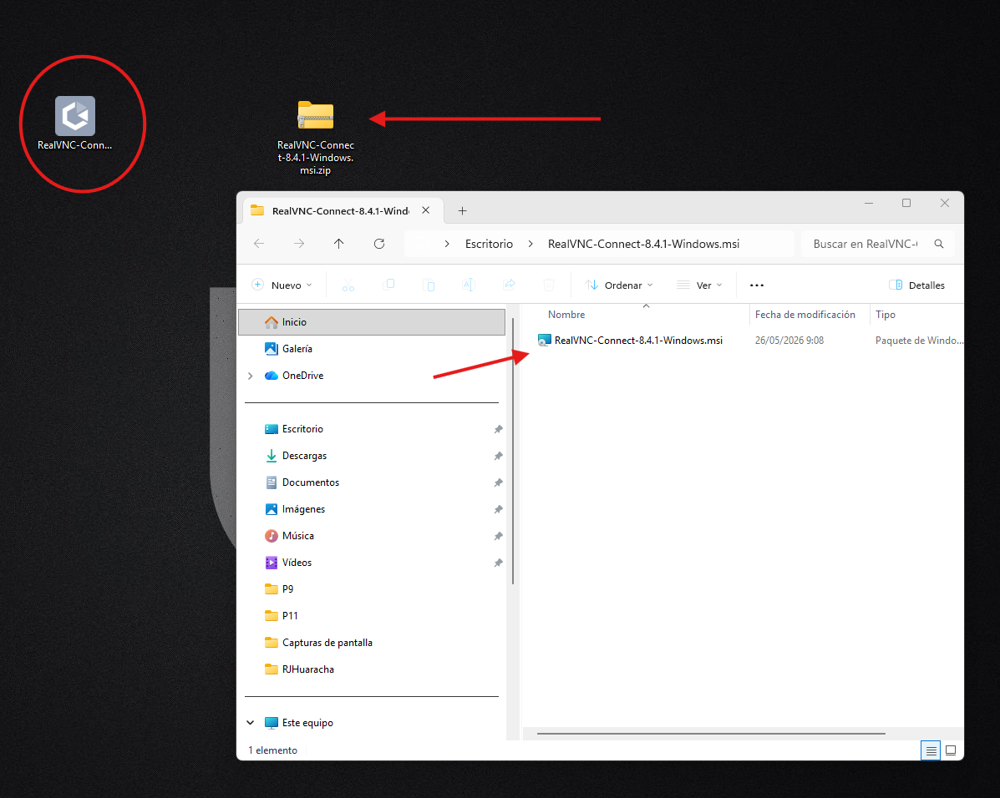 RealVNC-Conn...
RealVNC-Connec
t-8.4.1-Windows.
msi.zip
RealVNC-Connect-8.4.1-Wind
Escritorio
RealVNC-Connect-8.4.1-Windows.msi
Buscar en RealVNC-
Nuevo
Ordenar
Ver
Detalles
Inicio
Galería
OneDrive
Escritorio
Descargas
Documentos
Imágenes
Música
Vídeos
P9
P11
Capturas de pantalla
RJHuaracha
Este equipo
Nombre
Fecha de modificación
Tipo
RealVNC-Connect-8.4.1-Windows.msi
26/05/2026 9:08
Paquete de Windo...
1 elemento